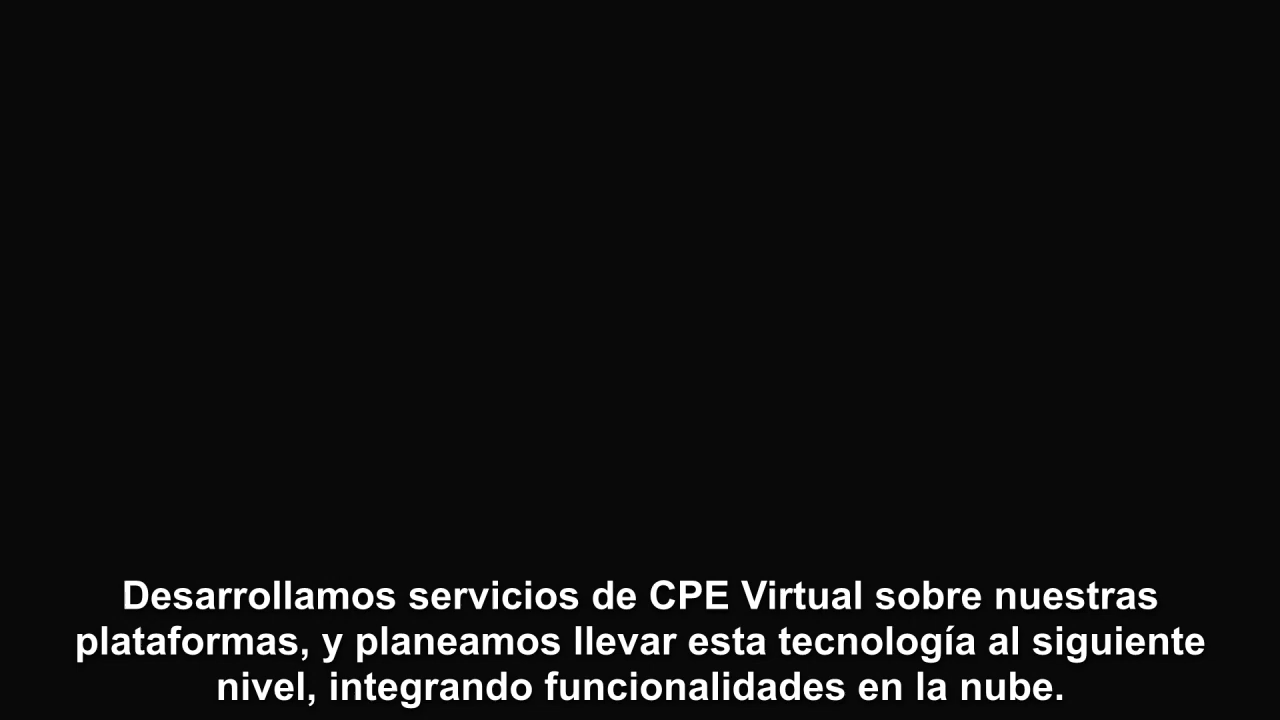 Desarrollamos servicios de CPE Virtual sobre nuestras
plataformas, y planeamos llevar esta tecnología al siguiente
nivel, integrando funcionalidades en la nube.